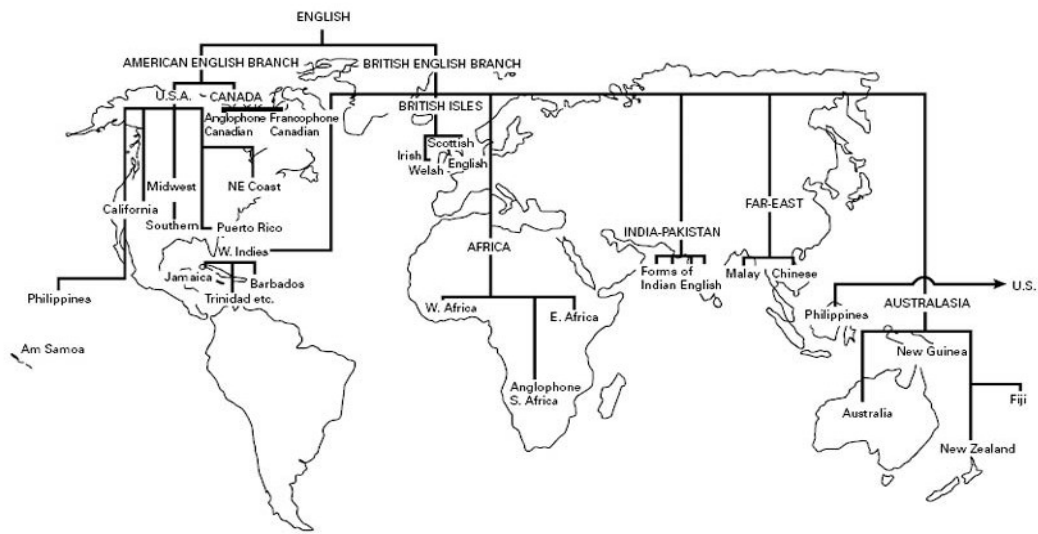 ENGLISH
AMERICAN ENGLISH BRANCH
BRITISH ENGLISH BRANCH
U.S.A.
CANADA
Anglophone
Canadian
Francophone
Canadian
BRITISH ISLES
Scottish
Irish
Welsh
English
Midwest
NE Coast
California
Southern
Puerto Rico
W. Indies
Jamaica
Barbados
Trinidad etc.
Philippines
Am Samoa
AFRICA
W. Africa
E. Africa
Anglophone
S. Africa
INDIA-PAKISTAN
Forms of
Indian English
FAR-EAST
Malay
Chinese
Philippines
U.S.
AUSTRALASIA
New Guinea
Australia
Fiji
New Zealand